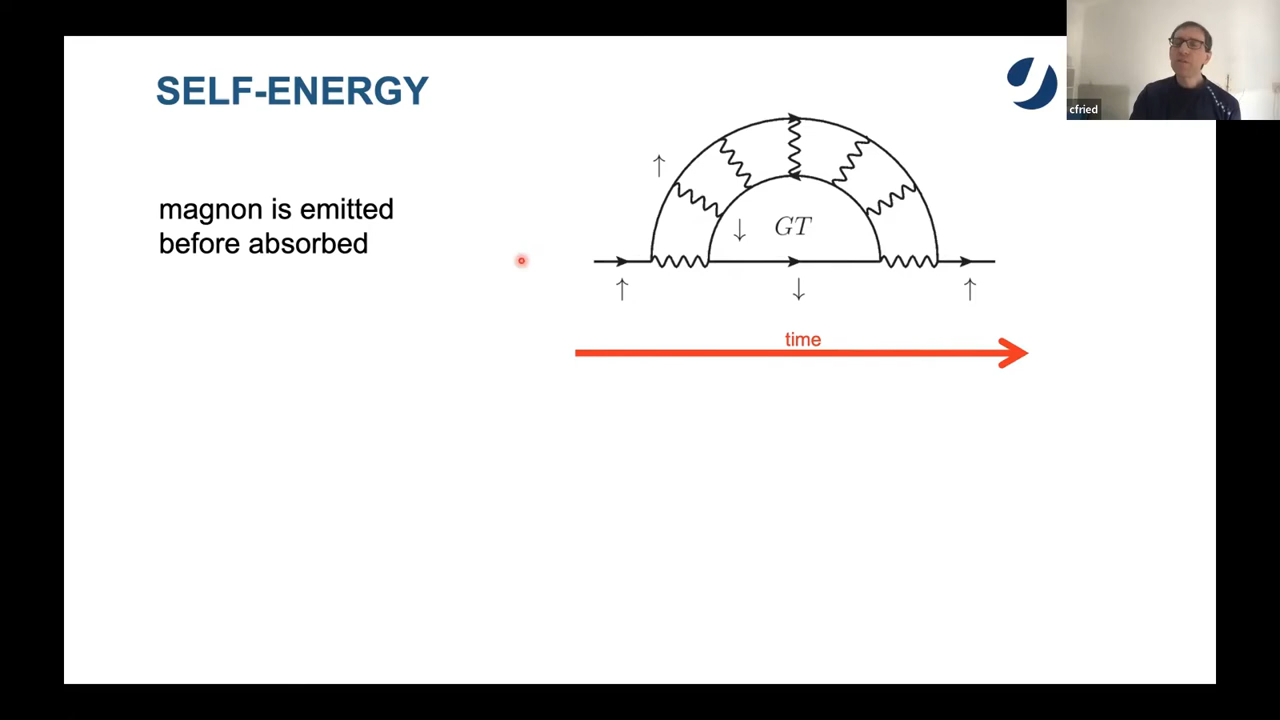 SELF-ENERGY
cfried
magnon is emitted
before absorbed
↑
↓ GT
↑ ↓ ↑
time